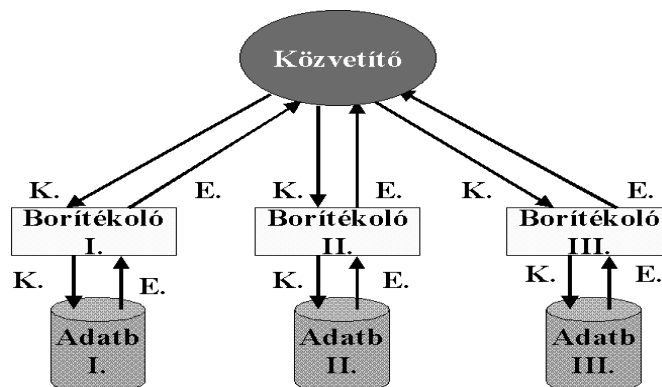 Közvetítő
K. E. K. E. K. E.
Borítékoló Borítékoló Borítékoló
I. II. III.
K. E. K. E. K. E.
Adatb Adatb Adatb
I. II. III.